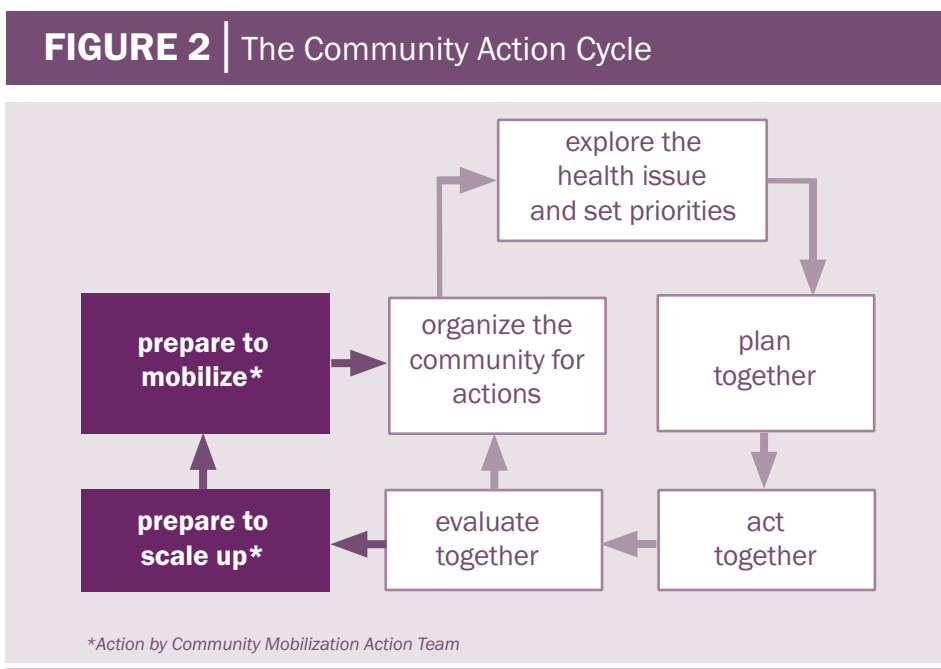 FIGURE 2 | The Community Action Cycle
explore the
health issue
and set priorities
prepare to
mobilize*
organize the
community for
actions
plan
together
prepare to
scale up*
evaluate
together
act
together
*Action by Community Mobilization Action Team